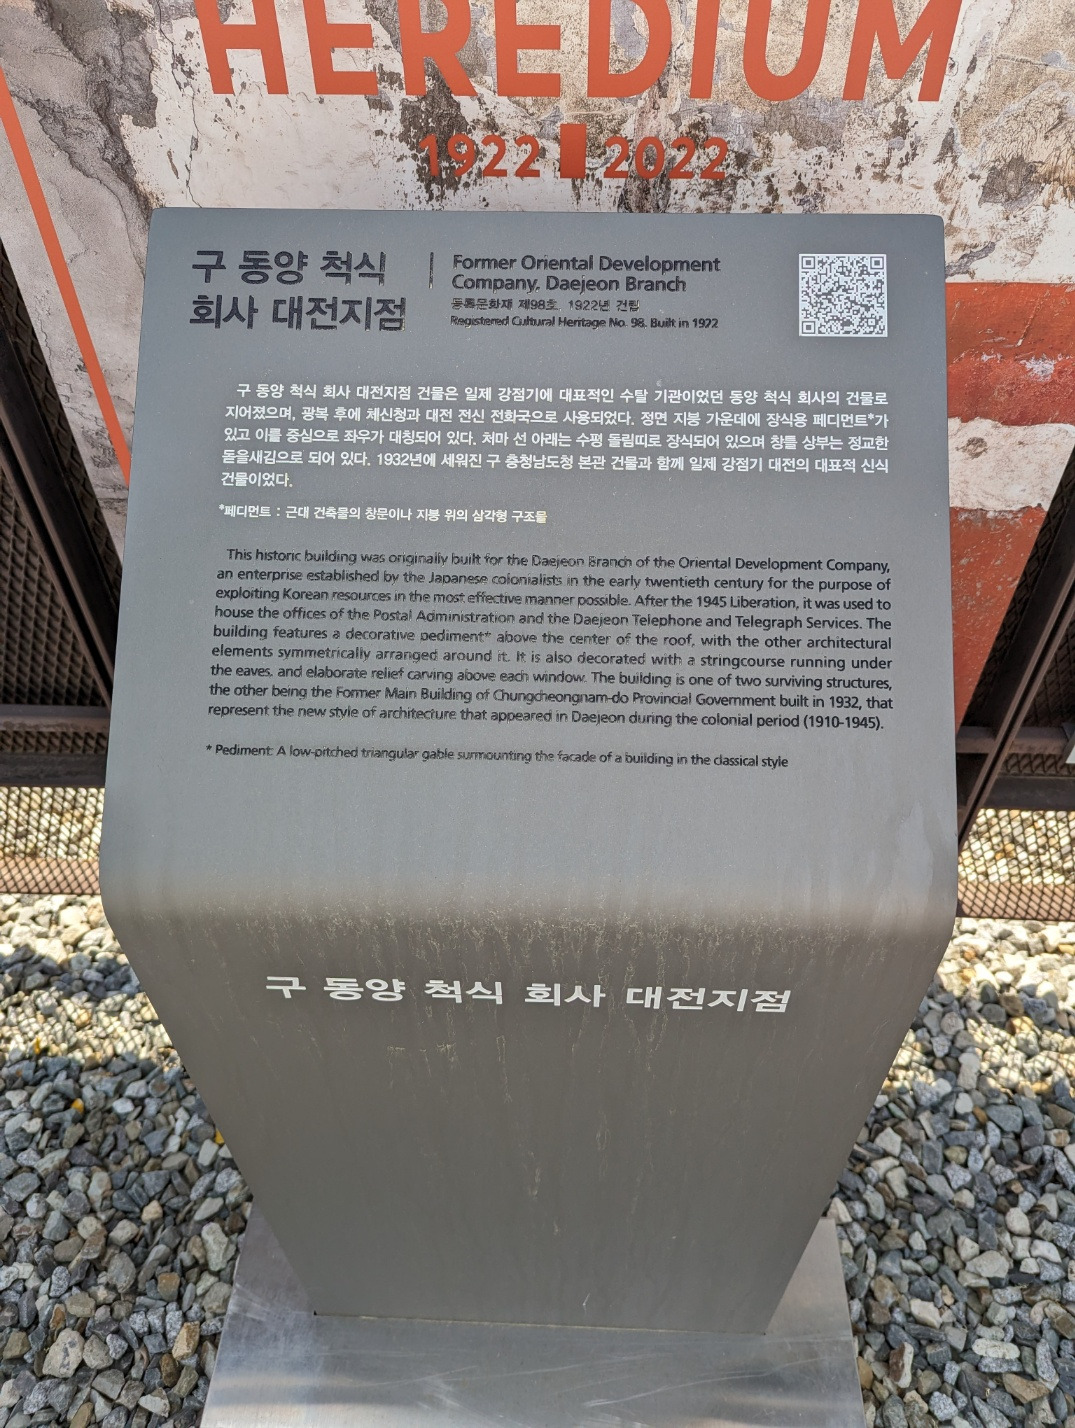 HEREDIUM
1922 2022
구 동양 척식
회사 대전지점
Former Oriental Development
Company, Daejeon Branch
등록문화재 제98호, 1922년 건립
Registered Cultural Heritage No. 98, Built in 1922
구 동양 척식 회사 대전지점 건물은 일제 강점기에 대표적인 수탈 기관이었던 동양 척식 회사의 건물로
지어졌으며, 광복 후에 체신청과 대전 전신 전화국으로 사용되었다. 정면 지붕 가운데에 장식용 페디먼트*가
있고 이를 중심으로 좌우가 대칭되어 있다. 처마 선 아래는 수평 돌림띠로 장식되어 있으며 창틀 상부는 정교한
돋을새김으로 되어 있다. 1932년에 세워진 구 충청남도청 본관 건물과 함께 일제 강점기 대전의 대표적 신식
건물이었다.
*페디먼트 : 근대 건축물의 창문이나 지붕 위의 삼각형 구조물
This historic building was originally built for the Daejeon Branch of the Oriental Development Company,
an enterprise established by the Japanese colonialists in the early twentieth century for the purpose of
exploiting Korean resources in the most effective manner possible. After the 1945 Liberation, it was used to
house the offices of the Postal Administration and the Daejeon Telephone and Telegraph Services. The
building features a decorative pediment* above the center of the roof, with the other architectural
elements symmetrically arranged around it. It is also decorated with a stringcourse running under
the eaves, and elaborate relief carving above each window. The building is one of two surviving structures,
the other being the Former Main Building of Chungcheongnam-do Provincial Government built in 1932, that
represent the new style of architecture that appeared in Daejeon during the colonial period (1910-1945).
* Pediment: A low-pitched triangular gable surmounting the facade of a building in the classical style
구 동양 척식 회사 대전지점